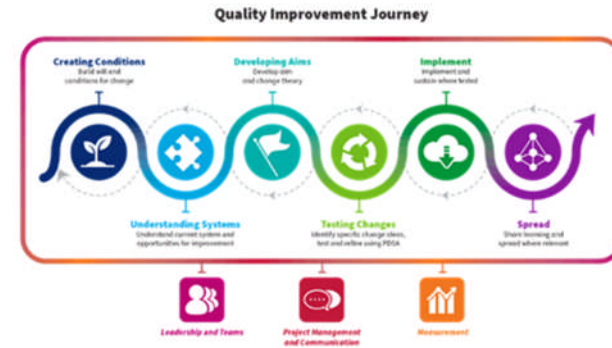 Quality Improvement Journey
Creating Conditions
Build will and
conditions for change
Developing Aims
Develop aim
and change theory
Implement
Implement and
sustain where tested
Understanding Systems
Understand current system and
opportunities for improvement
Testing Changes
Identify specific change ideas,
test and refine using PDSA
Spread
Share learning and
spread where relevant
Leadership and Teams
Project Management
and Communication
Measurement